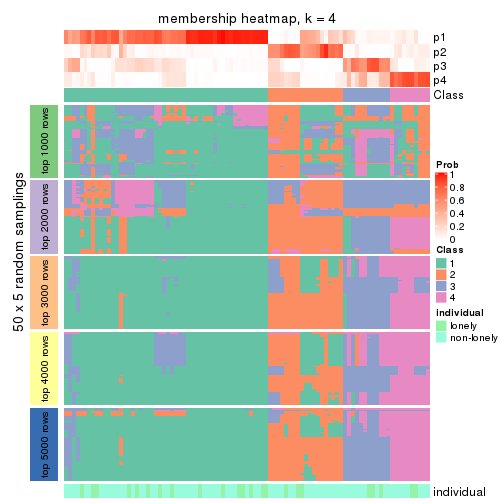 membership heatmap, k = 4
p1
p2
p3
p4
Class
50 x 5 random samplings
top 1000 rows
top 2000 rows
top 3000 rows
top 4000 rows
top 5000 rows
individual
Prob
1
0.8
0.6
0.4
0.2
0
Class
1
2
3
4
individual
lonely
non-lonely